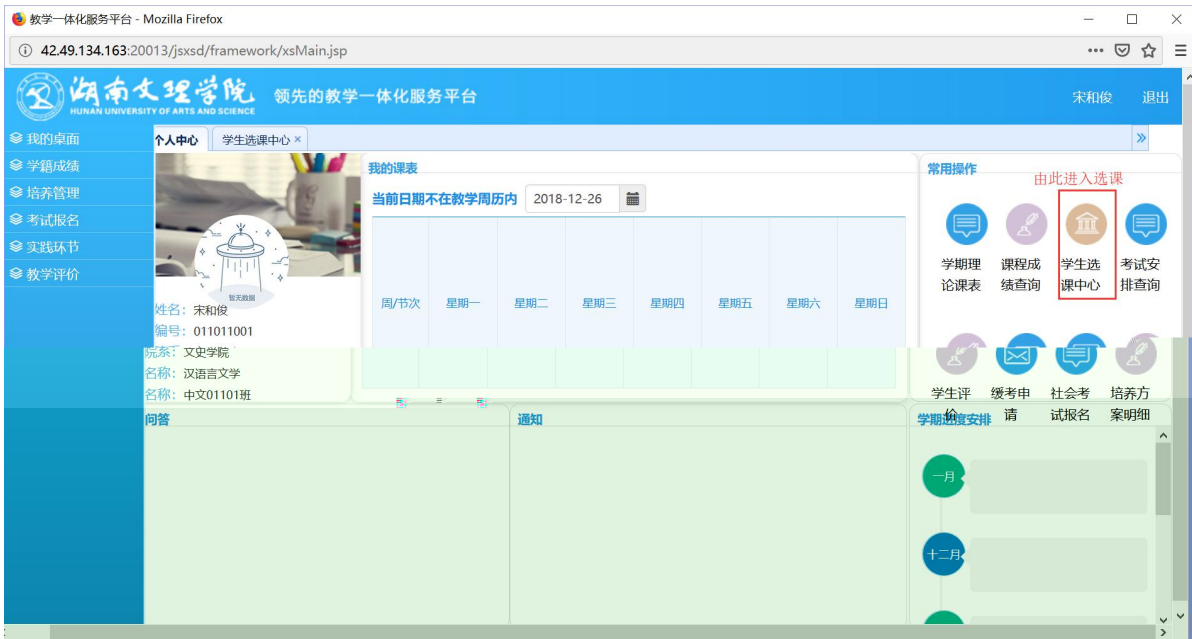 教学一体化服务平台 - Mozilla Firefox
42.49.134.163:20013/jsxsd/framework/xsMain.jsp
湖南文理学院
HUNAN UNIVERSITY OF ARTS AND SCIENCE
领先的教学一体化服务平台
宋和俊 退出
我的桌面
学籍成绩
培养管理
考试报名
实践环节
教学评价
个人中心 学生选课中心 ×
暂无数据
姓名：宋和俊
编号：011011001
院系：文史学院
名称：汉语言文学
名称：中文01101班
我的课表
当前日期不在教学周历内 2018-12-26
周/节次 星期一 星期二 星期三 星期四 星期五 星期六 星期日
常用操作
由此进入选课
学期理论课表
课程成绩查询
学生选课中心
考试安排查询
学生评价
缓考申请
社会考试报名
培养方案明细
问答
通知
学期进度安排
一月
十二月